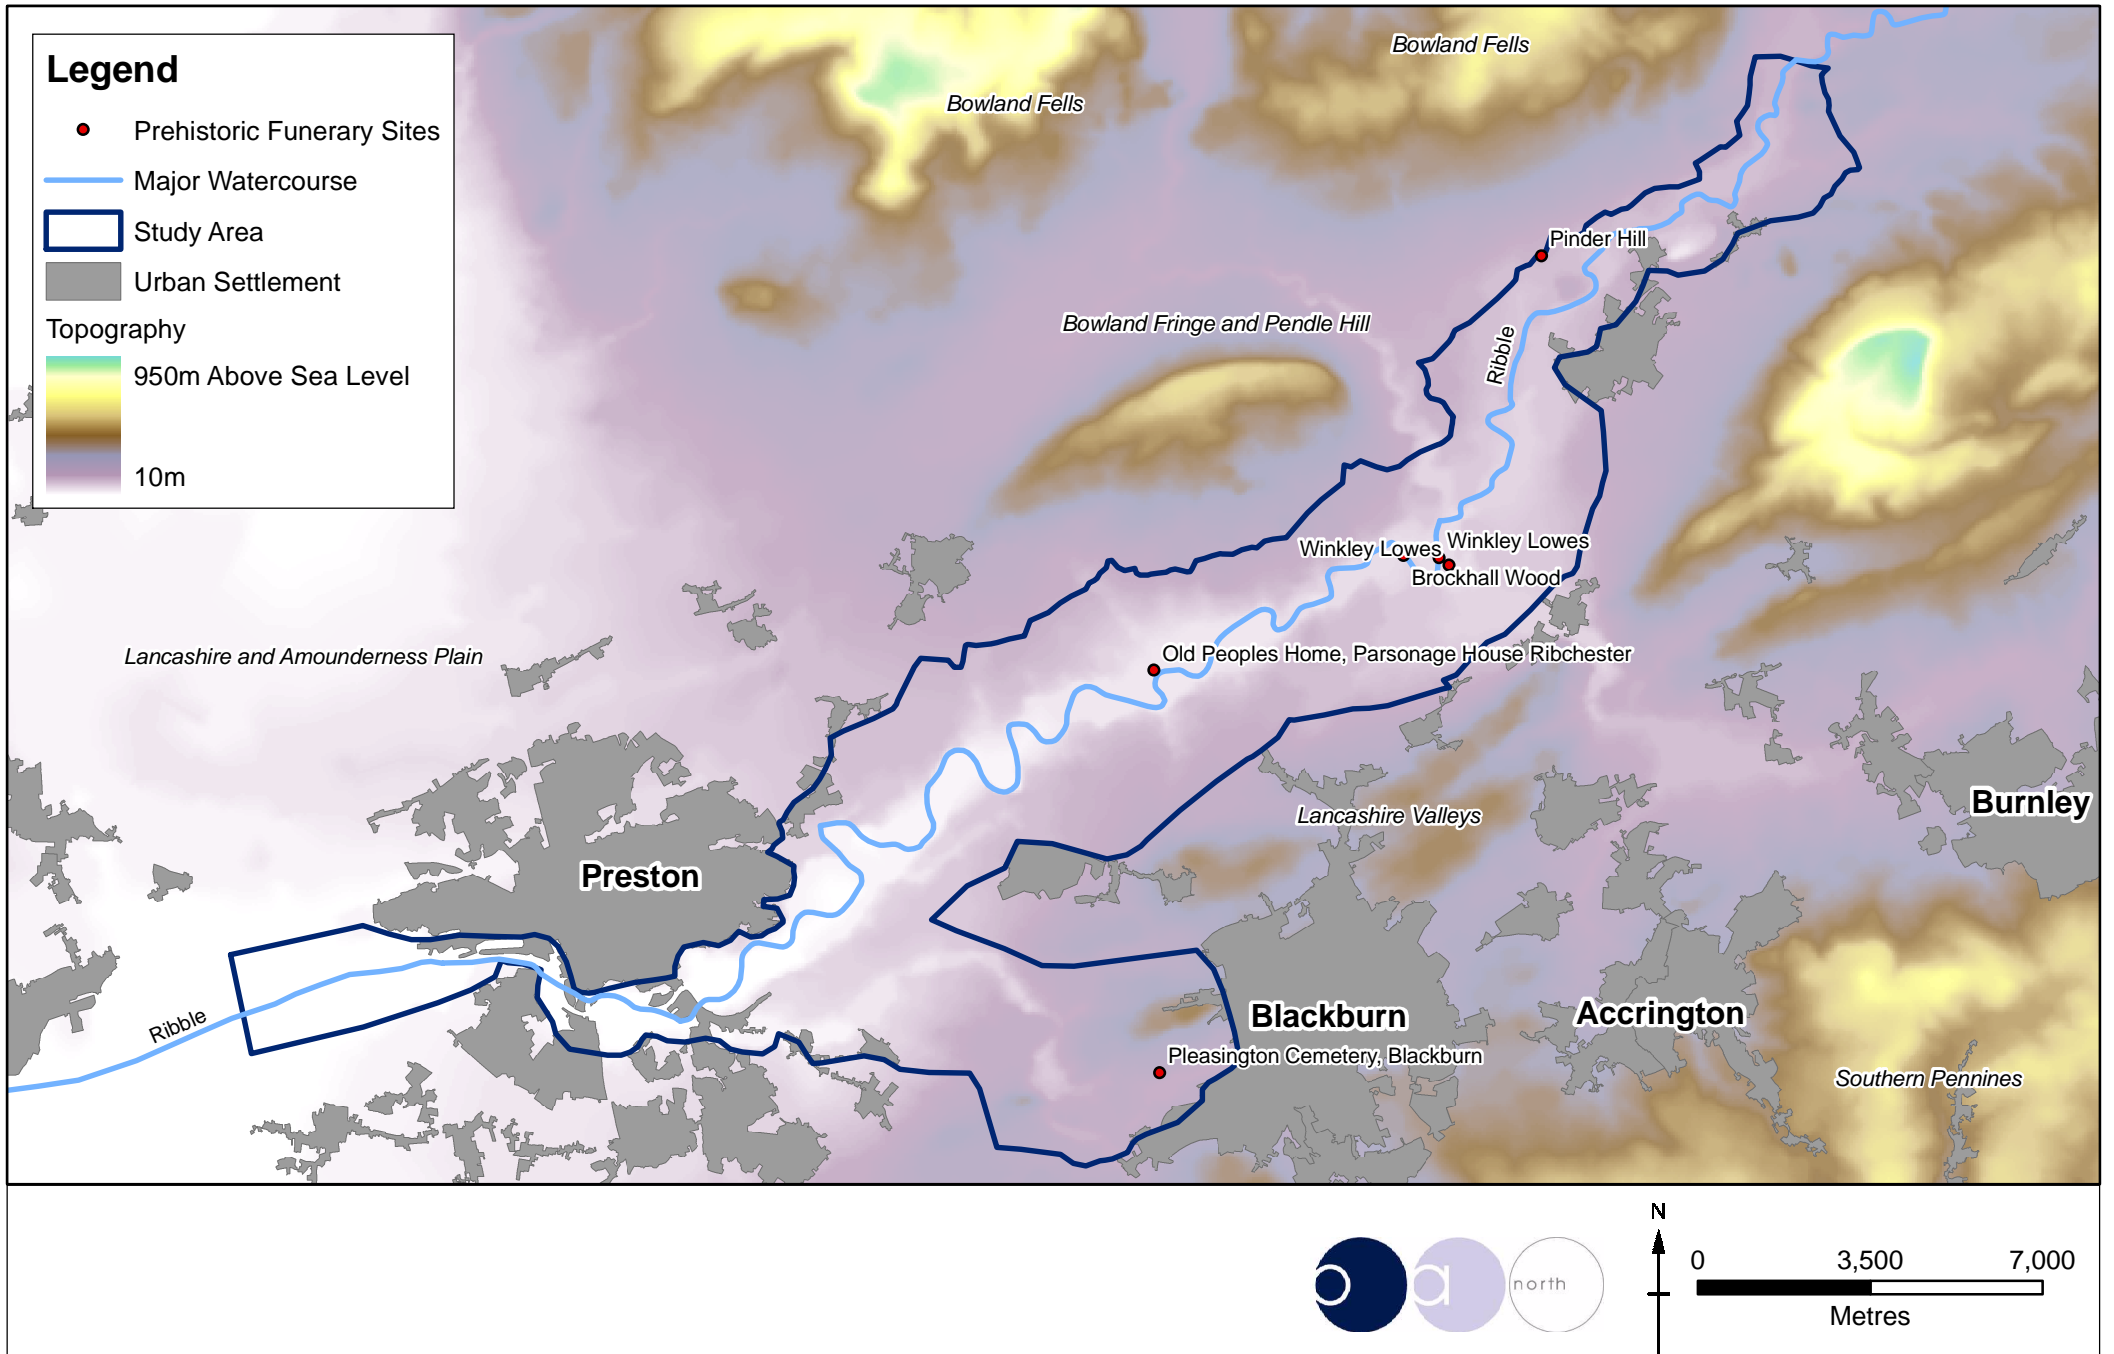 Legend
Prehistoric Funerary Sites
Major Watercourse
Study Area
Urban Settlement
Topography
950m Above Sea Level
10m
Bowland Fells
Bowland Fells
Pinder Hill
Bowland Fringe and Pendle Hill
Ribble
Winkley Lowes
Winkley Lowes
Brockhall Wood
Lancashire and Amounderness Plain
Old Peoples Home, Parsonage House Ribchester
Lancashire Valleys
Burnley
Preston
Blackburn
Accrington
Ribble
Pleasington Cemetery, Blackburn
Southern Pennines
o a north
N
0 3,500 7,000
Metres